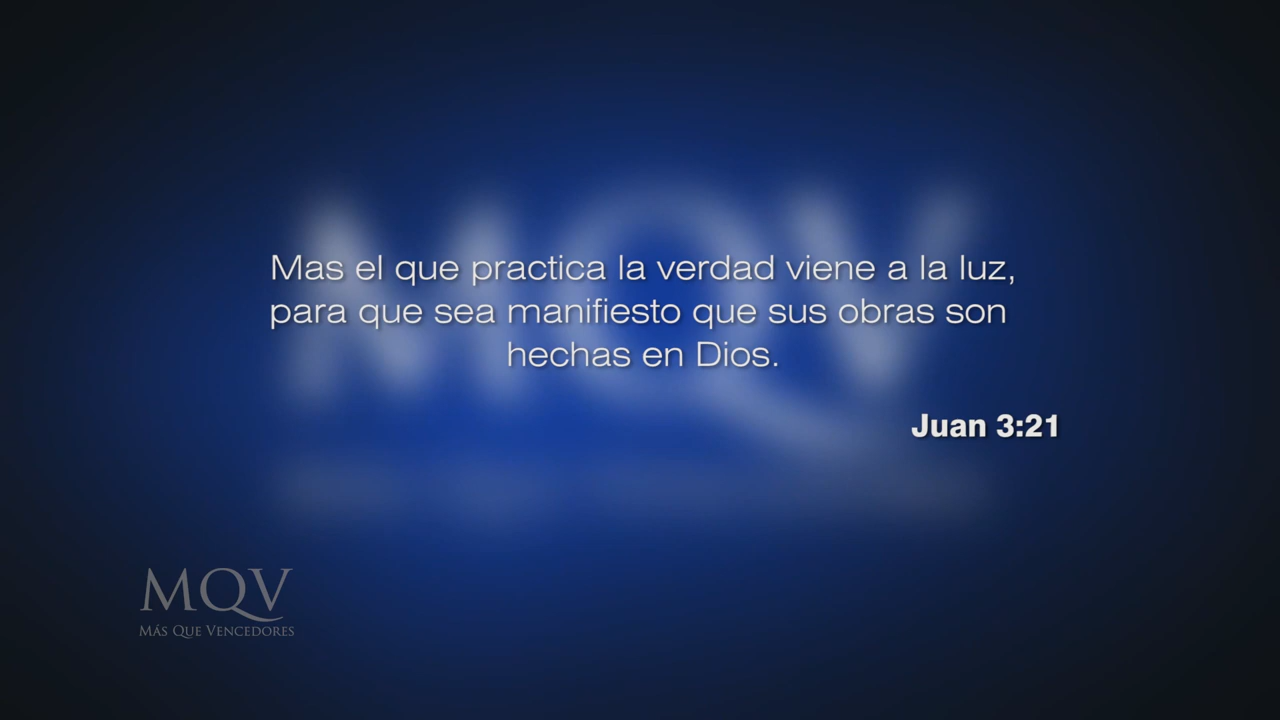 Mas el que practica la verdad viene a la luz,
para que sea manifiesto que sus obras son
hechas en Dios.
Juan 3:21
MQV
MÁS QUE VENCEDORES